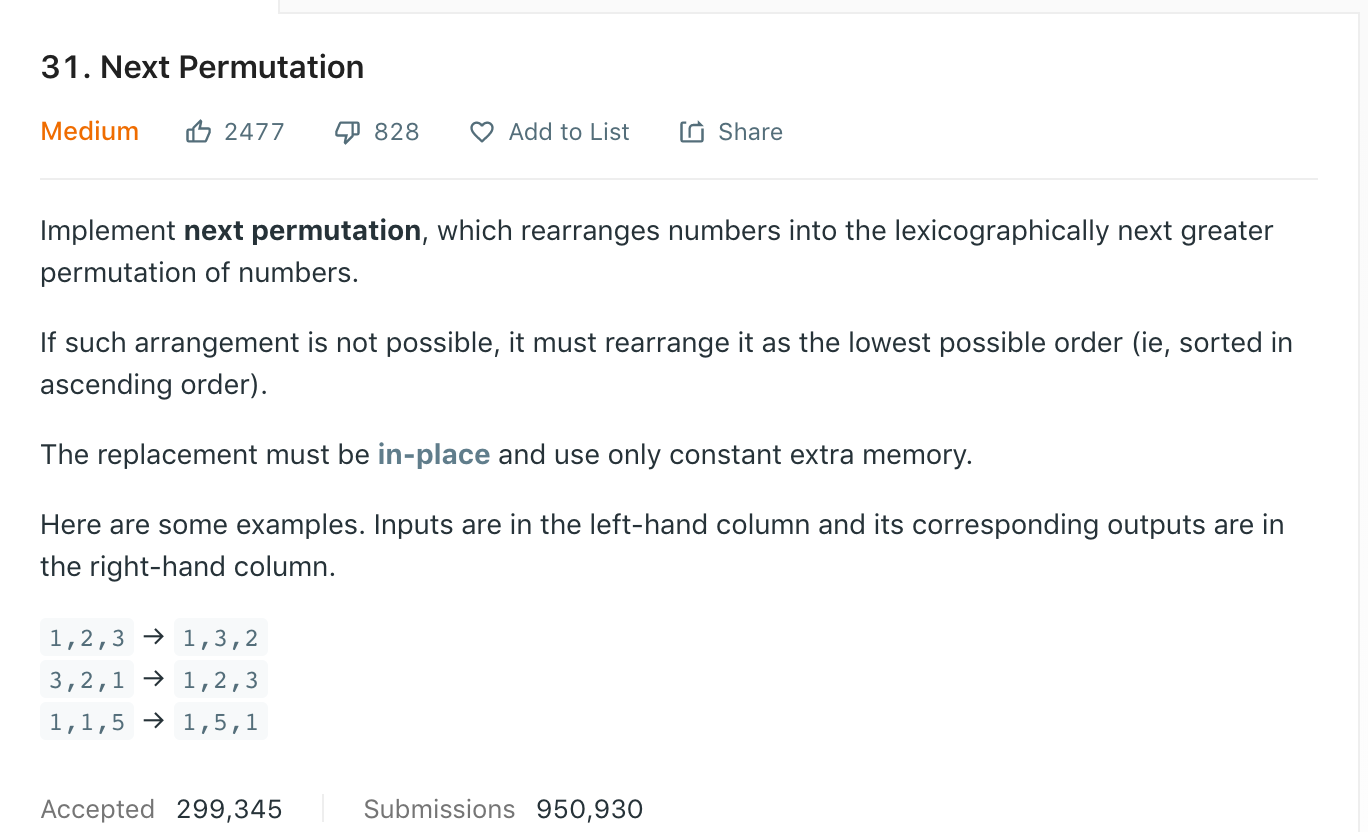 31. Next Permutation
Medium 2477 828 Add to List Share
Implement next permutation, which rearranges numbers into the lexicographically next greater
permutation of numbers.
If such arrangement is not possible, it must rearrange it as the lowest possible order (ie, sorted in
ascending order).
The replacement must be in-place and use only constant extra memory.
Here are some examples. Inputs are in the left-hand column and its corresponding outputs are in
the right-hand column.
1,2,3 → 1,3,2
3,2,1 → 1,2,3
1,1,5 → 1,5,1
Accepted 299,345 Submissions 950,930